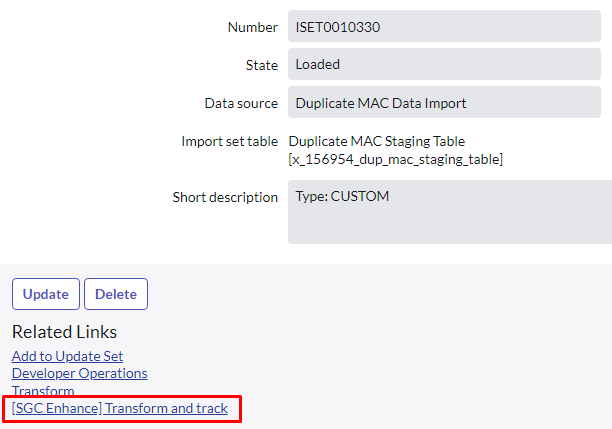 Number ISET0010330
State Loaded
Data source Duplicate MAC Data Import
Import set table Duplicate MAC Staging Table
[x_156954_dup_mac_staging_table]
Short description Type: CUSTOM
Update Delete
Related Links
Add to Update Set
Developer Operations
Transform
[SGC Enhance] Transform and track